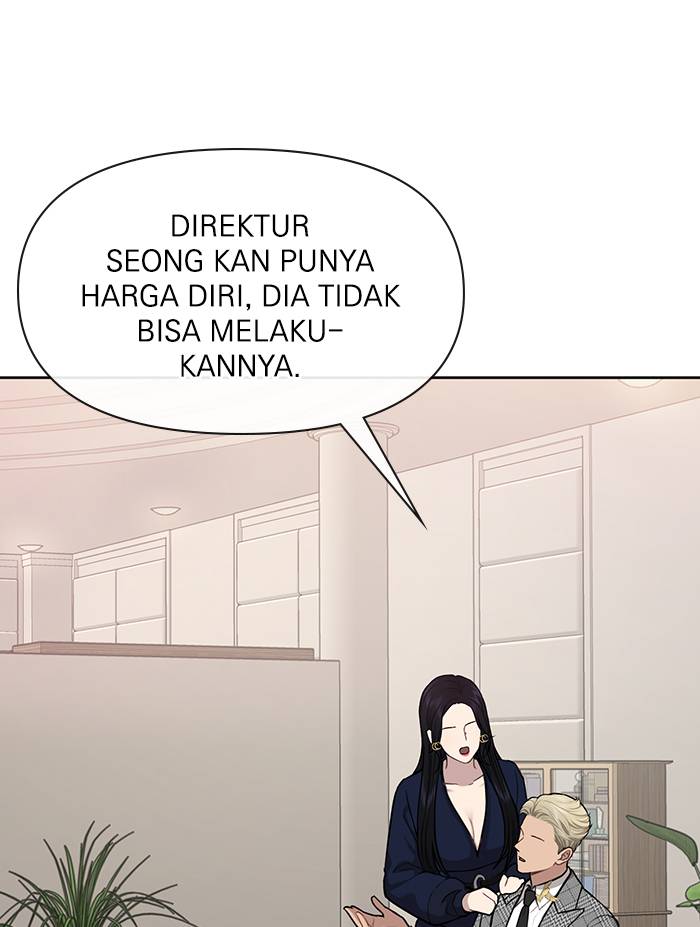 DIREKTUR
SEONG KAN PUNYA
HARGA DIRI, DIA TIDAK
BISA MELAKU-
KANNYA.